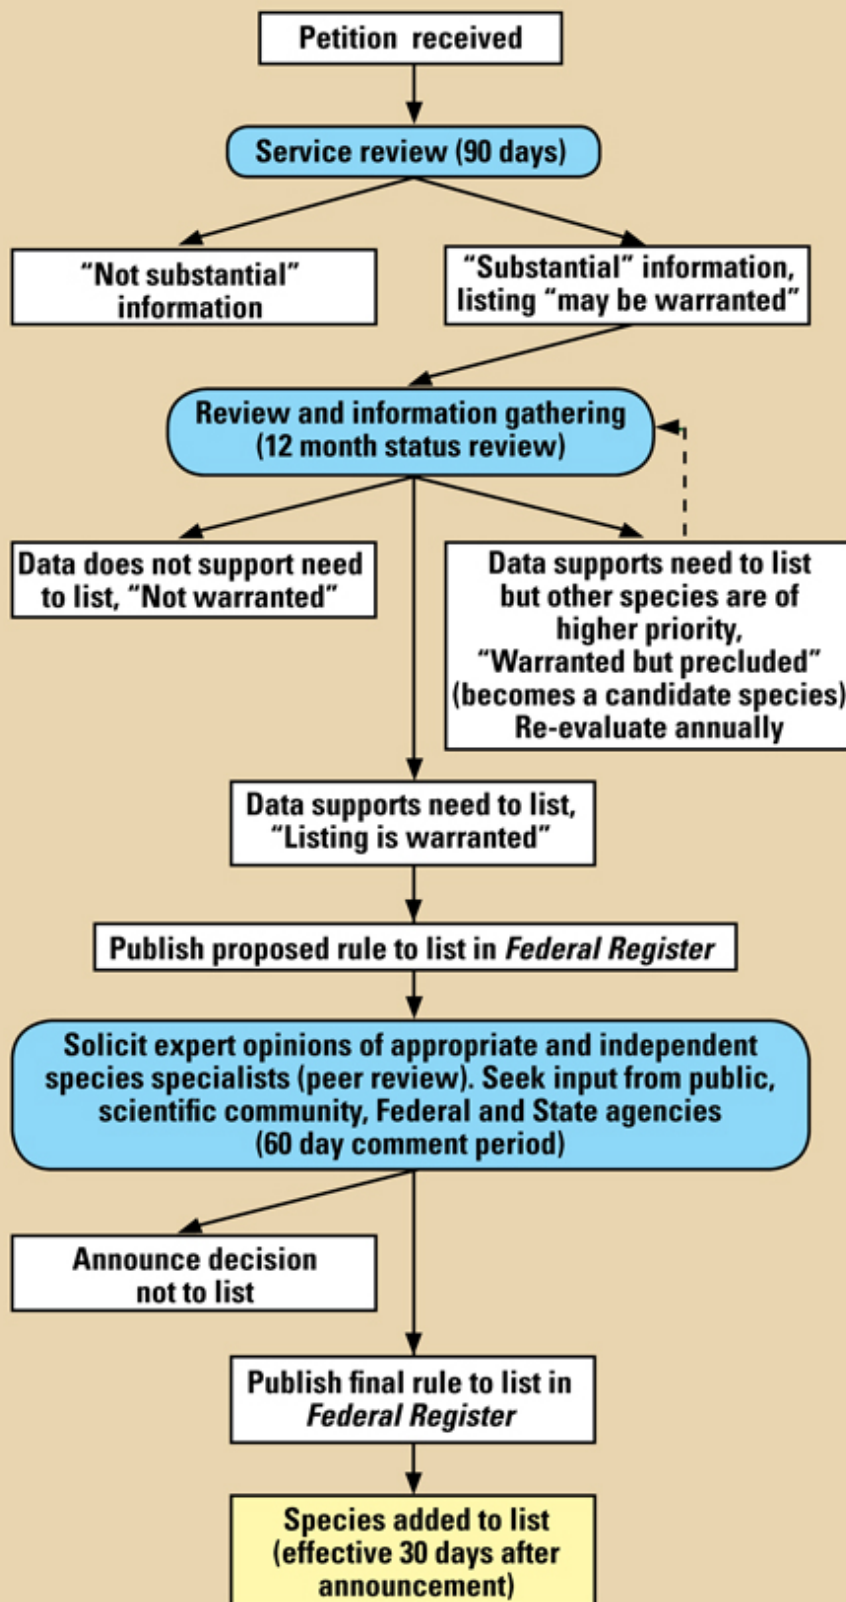 Petition received
Service review (90 days)
“Not substantial”
information
“Substantial” information,
listing “may be warranted”
Review and information gathering
(12 month status review)
Data does not support need
to list, “Not warranted”
Data supports need to list
but other species are of
higher priority,
“Warranted but precluded”
(becomes a candidate species)
Re-evaluate annually
Data supports need to list,
“Listing is warranted”
Publish proposed rule to list in Federal Register
Solicit expert opinions of appropriate and independent
species specialists (peer review). Seek input from public,
scientific community, Federal and State agencies
(60 day comment period)
Announce decision
not to list
Publish final rule to list in
Federal Register
Species added to list
(effective 30 days after
announcement)